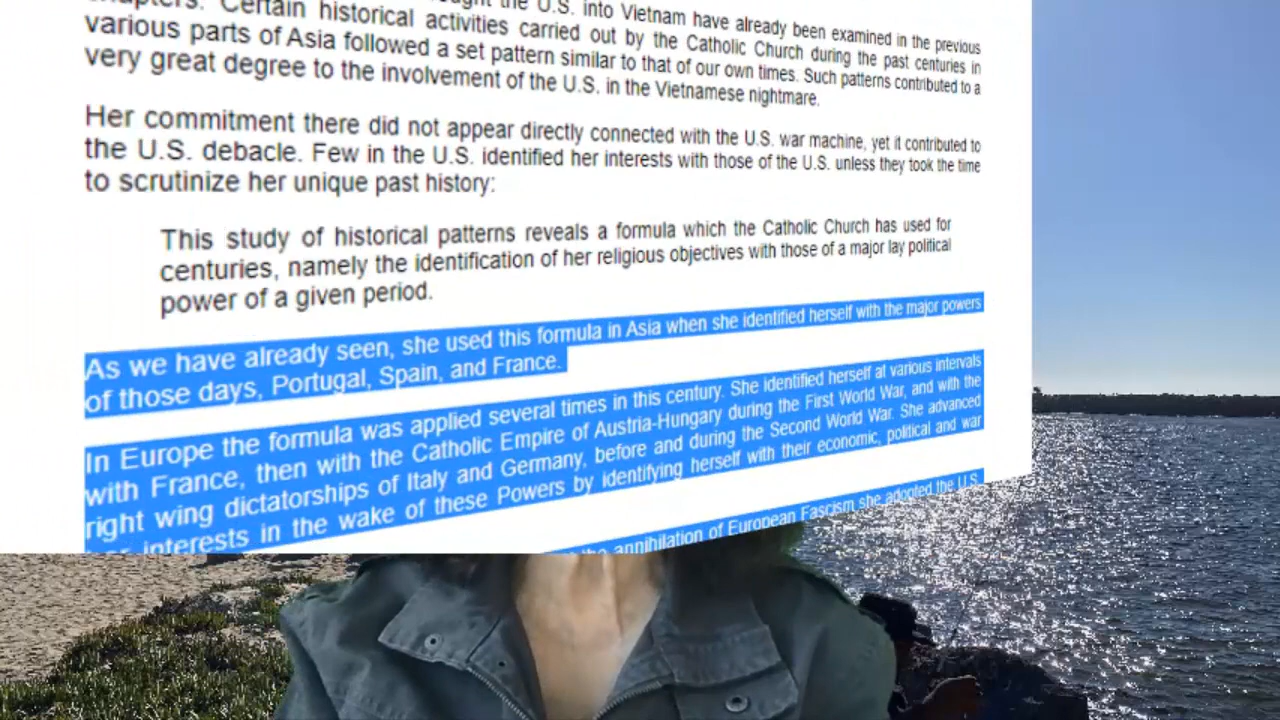 the U.S. into Vietnam have already been examined in the previous
chapters. Certain historical activities carried out by the Catholic Church during the past centuries in
various parts of Asia followed a set pattern similar to that of our own times. Such patterns contributed to a
very great degree to the involvement of the U.S. in the Vietnamese nightmare.
Her commitment there did not appear directly connected with the U.S. war machine, yet it contributed to
the U.S. debacle. Few in the U.S. identified her interests with those of the U.S. unless they took the time
to scrutinize her unique past history:
This study of historical patterns reveals a formula which the Catholic Church has used for
centuries, namely the identification of her religious objectives with those of a major lay political
power of a given period.
As we have already seen, she used this formula in Asia when she identified herself with the major powers
of those days, Portugal, Spain, and France.
In Europe the formula was applied several times in this century. She identified herself at various intervals
with France, then with the Catholic Empire of Austria-Hungary during the First World War, and with the
right wing dictatorships of Italy and Germany, before and during the Second World War. She advanced
interests in the wake of these Powers by identifying herself with their economic, political and war
annihilation of European Fascism she adopted the U.S.